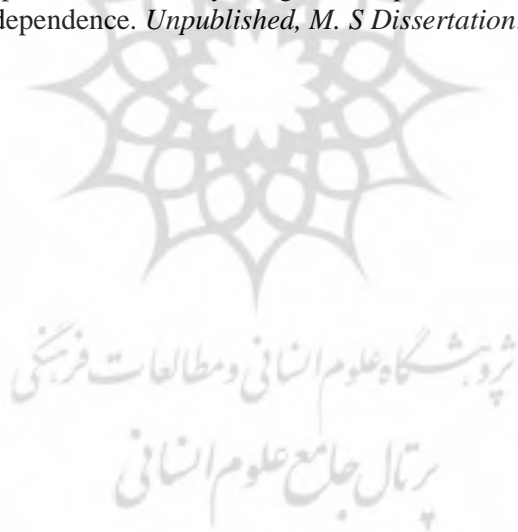 dependence. Unpublished, M. S Dissertation
پژوهشگاه علوم انسانی و مطالعات فرهنگی
پرتال جامع علوم انسانی